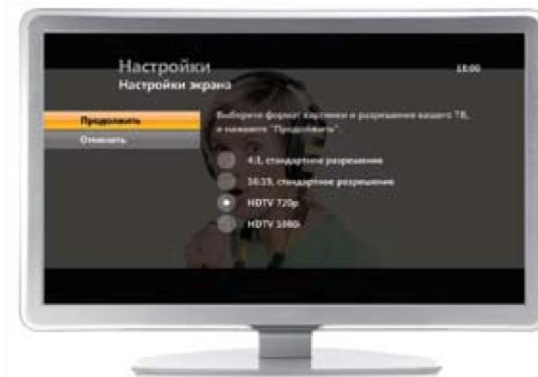 Настройки
18:00
Настройки экрана
Продолжить
Отменить
Выберите формат картинки и разрешение вашего ТВ,
и нажмите "Продолжить".
4:3, стандартное разрешение
16:19, стандартное разрешение
HDTV 720p
HDTV 1080i